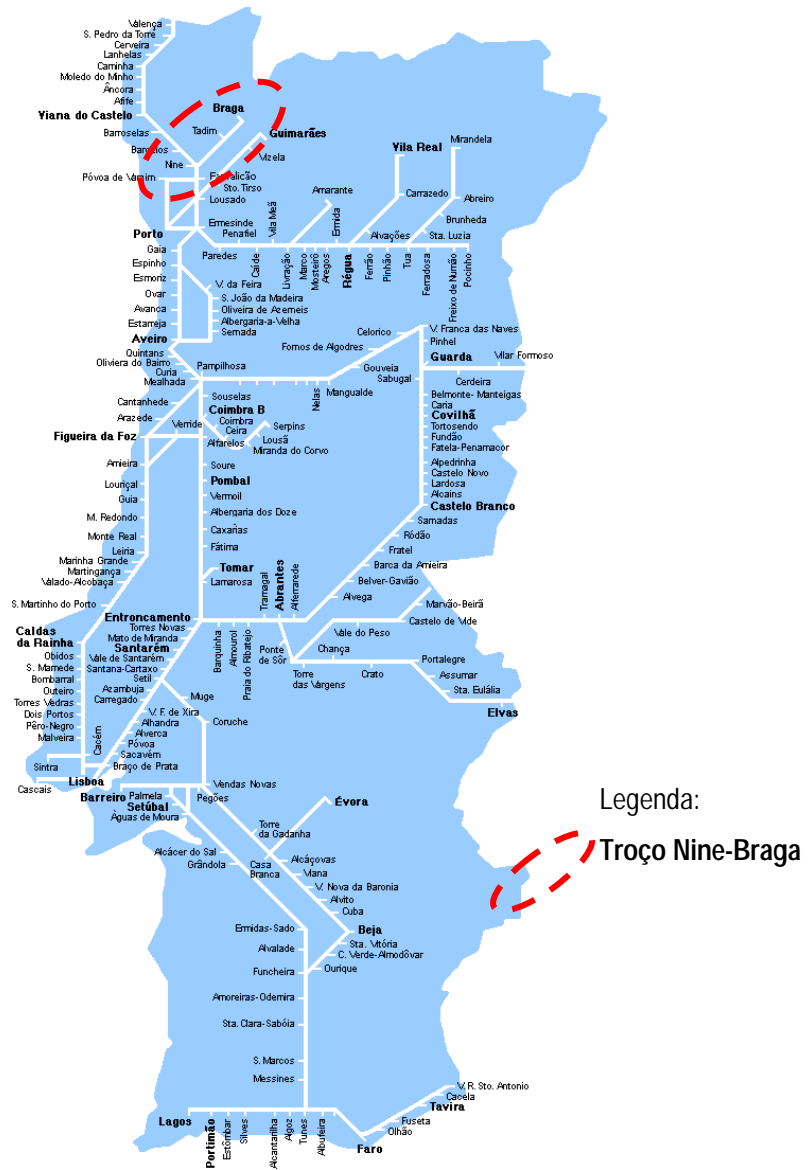 Valença
S. Pedro da Torre
Cerveira
Lanhelas
Caminha
Moledo do Minho
Âncora
Afife
Viana do Castelo
Barroselas
Barcelos
Nine
Póvoa de Varzim
Braga
Tadim
Guimarães
Vizela
Famalicão
Sto. Tirso
Lousado
Ermesinde
Penafiel
Porto
Paredes
Caíde
Vila Meã
Livração
Amarante
Marco
Mosteirô
Aregos
Ermida
Régua
Vila Real
Carrazedo
Alvações
Ferrão
Pinhão
Tua
Mirandela
Abreiro
Brunheda
Sta. Luzia
Ferradosa
Freixo de Numão
Pocinho
Gaia
Espinho
Esmoriz
Ovar
Avanca
Estarreja
Aveiro
V. da Feira
S. João da Madeira
Oliveira de Azemeis
Albergaria-a-Velha
Sernada
Quintans
Oliviera do Bairro
Curia
Mealhada
Pampilhosa
Celorico
Fornos de Algodres
Gouveia
Mangualde
Nelas
V. Franca das Naves
Pinhel
Guarda
Vilar Formoso
Cerdeira
Sabugal
Belmonte- Manteigas
Caria
Covilhã
Tortosendo
Fundão
Fatela-Penamacor
Alpedrinha
Castelo Novo
Lardosa
Alcains
Castelo Branco
Sarnadas
Ródão
Fratel
Barca da Amieira
Belver-Gavião
Alvega
Cantanhede
Arazede
Verride
Figueira da Foz
Souselas
Coimbra B
Coimbra
Ceira
Serpins
Lousã
Miranda do Corvo
Alfarelos
Amieira
Louriçal
Guia
M. Redondo
Monte Real
Leiria
Marinha Grande
Martingança
Valado-Alcobaça
S. Martinho do Porto
Caldas
da Rainha
Soure
Pombal
Vermoil
Albergaria dos Doze
Caxarias
Fátima
Tomar
Lamarosa
Entroncamento
Tramagal
Abrantes
Alferrarede
Barquinha
Almourol
Praia do Ribatejo
Ponte
de Sôr
Torre
das Vargens
Chança
Vale do Peso
Crato
Castelo de Vide
Marvão-Beirã
Portalegre
Assumar
Sta. Eulália
Elvas
Torres Novas
Mato de Miranda
Santarém
Vale de Santarém
Santana-Cartaxo
Setil
Azambuja
Carregado
V. F. de Xira
Alhandra
Alverca
Póvoa
Sacavém
Braço de Prata
Óbidos
S. Mamede
Bombarral
Outeiro
Torres Vedras
Dois Portos
Pêro-Negro
Malveira
Cacém
Sintra
Cascais
Lisboa
Muge
Coruche
Vendas Novas
Barreiro
Palmela
Setúbal
Pegões
Águas de Moura
Torre
da Gadanha
Évora
Casa
Branca
Alcáçovas
Viana
V. Nova da Baronia
Alvito
Cuba
Beja
Sta. Vitória
C. Verde-Almodôvar
Ourique
Alcácer do Sal
Grândola
Ermidas-Sado
Alvalade
Funcheira
Amoreiras-Odemira
Sta. Clara-Sabóia
S. Marcos
Messines
Lagos
Portimão
Estômbar
Silves
Alcantarilha
Algoz
Tunes
Albufeira
Faro
Olhão
Fuseta
Tavira
Cacela
V. R. Sto. Antonio
Legenda:
Troço Nine-Braga